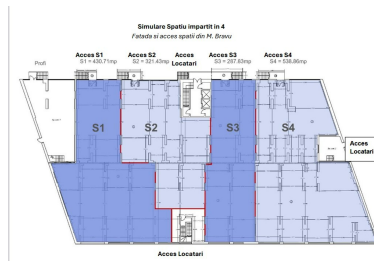 Simulare Spatiu impartit in 4
Fatada si acces spatii din M. Bravu
Profi
Acces S1
S1 = 430.71mp
Acces S2
S2 = 321.43mp
Acces
Locatari
Acces S3
S3 = 287.83mp
Acces S4
S4 = 538.86mp
S1
S2
S3
S4
Acces
Locatari
Acces Locatari